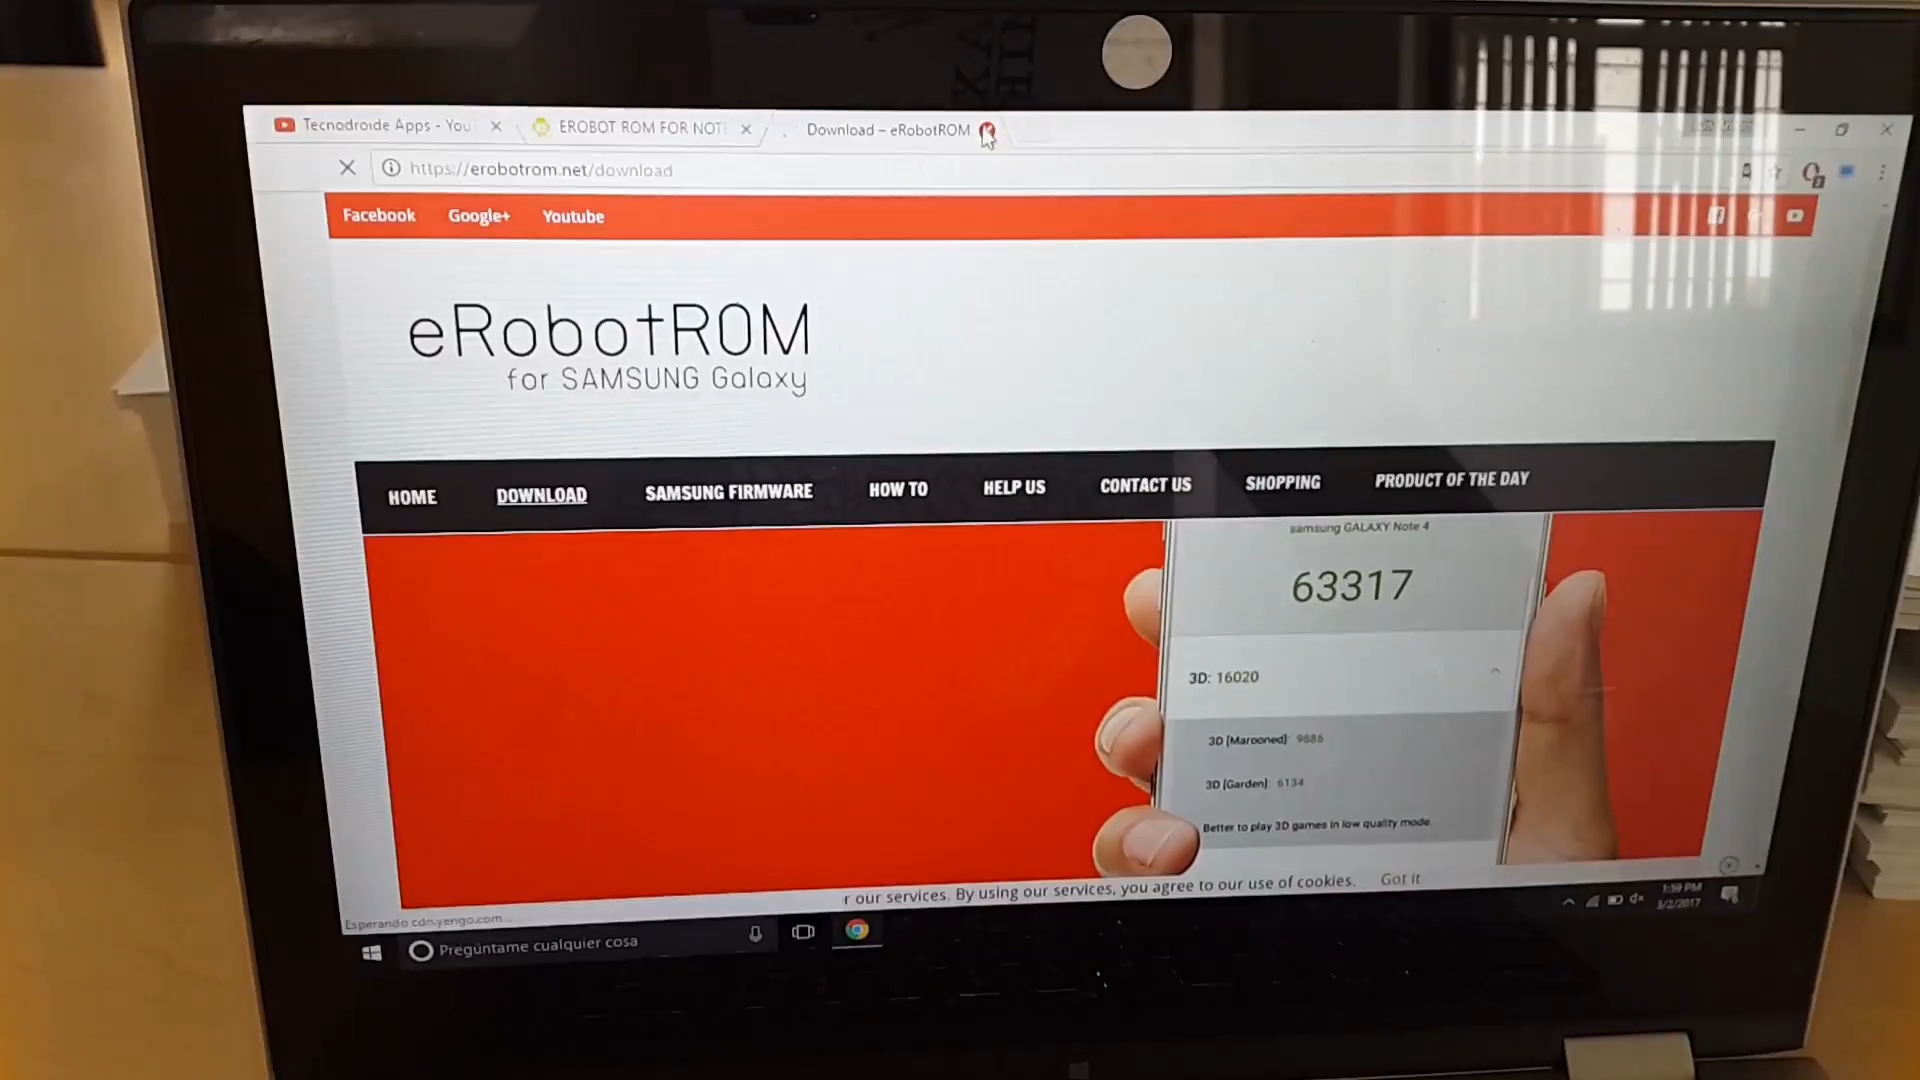 Tecnodroide Apps - You
EROBOT ROM FOR NOT
Download – eRobotROM
https://erobotrom.net/download
Facebook
Google+
Youtube
eRobotROM
for SAMSUNG Galaxy
HOME
DOWNLOAD
SAMSUNG FIRMWARE
HOW TO
HELP US
CONTACT US
SHOPPING
PRODUCT OF THE DAY
samsung GALAXY Note 4
63317
3D: 16020
3D [Marooned]: 9886
3D [Garden]: 6134
Better to play 3D games in low quality mode.
r our services. By using our services, you agree to our use of cookies.
Got it
Esperando cdn.yengo.com...
Pregúntame cualquier cosa
1:59 PM
3/2/2017